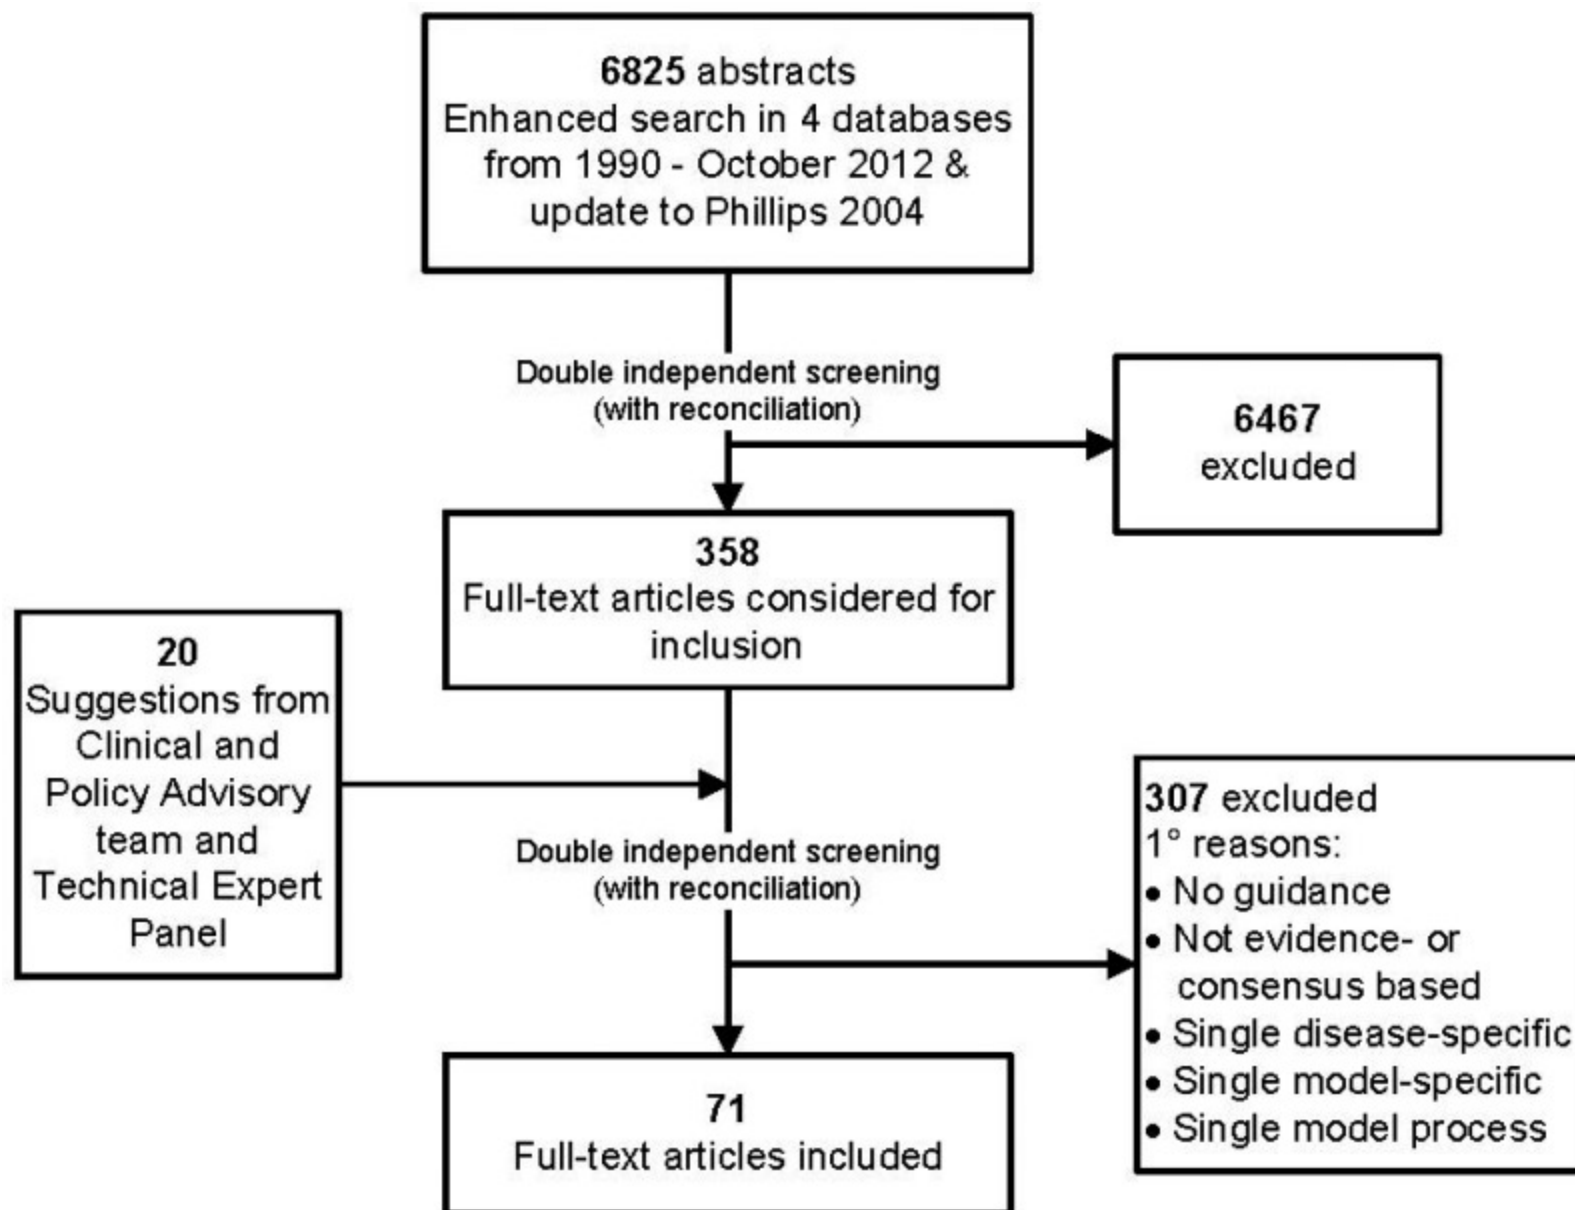 6825 abstracts
Enhanced search in 4 databases
from 1990 - October 2012 &
update to Phillips 2004
Double independent screening
(with reconciliation)
6467
excluded
358
Full-text articles considered for
inclusion
20
Suggestions from
Clinical and
Policy Advisory
team and
Technical Expert
Panel
Double independent screening
(with reconciliation)
307 excluded
1° reasons:
• No guidance
• Not evidence- or
consensus based
• Single disease-specific
• Single model-specific
• Single model process
71
Full-text articles included